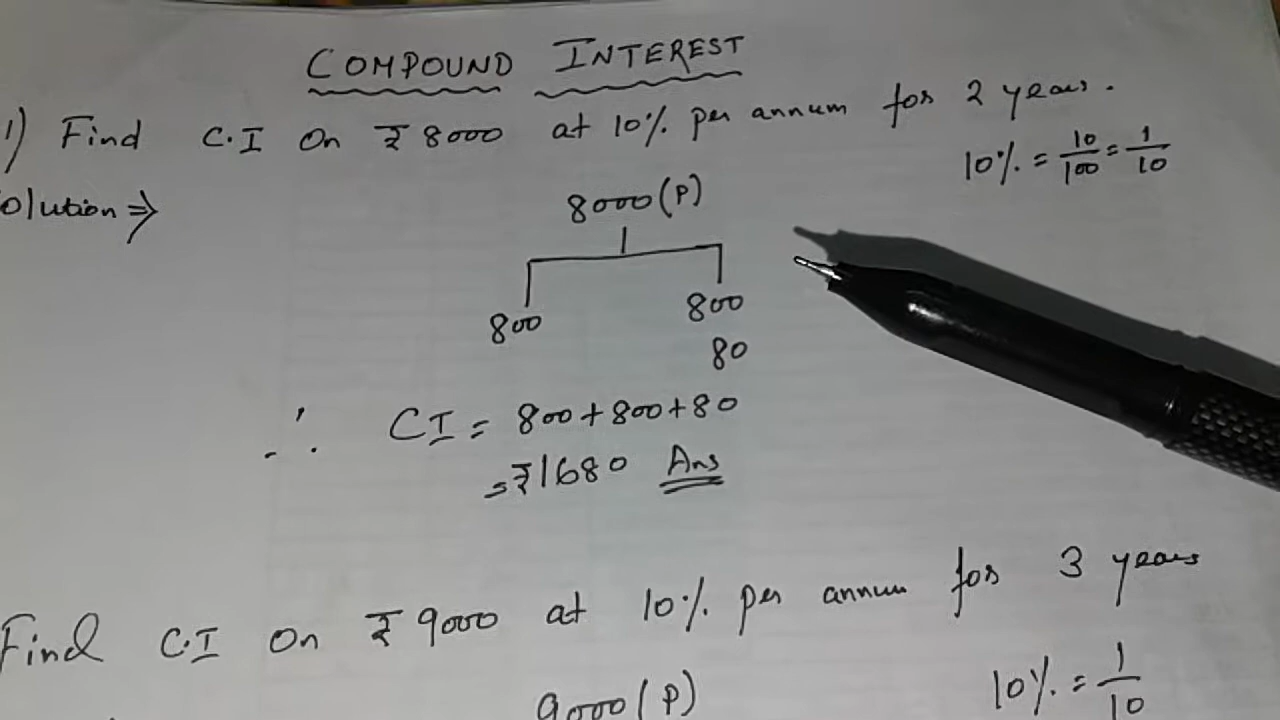 COMPOUND INTEREST
1) Find C.I On ₹ 8000 at 10% per annum for 2 years.
10% = 10/100 = 1/10
olution ⇒
8000 (P)
800 800
80
∴ CI = 800+800+80
= ₹1680 Ans
Find C.I On ₹ 9000 at 10% per annum for 3 years
10% = 1/10
9000 (P)